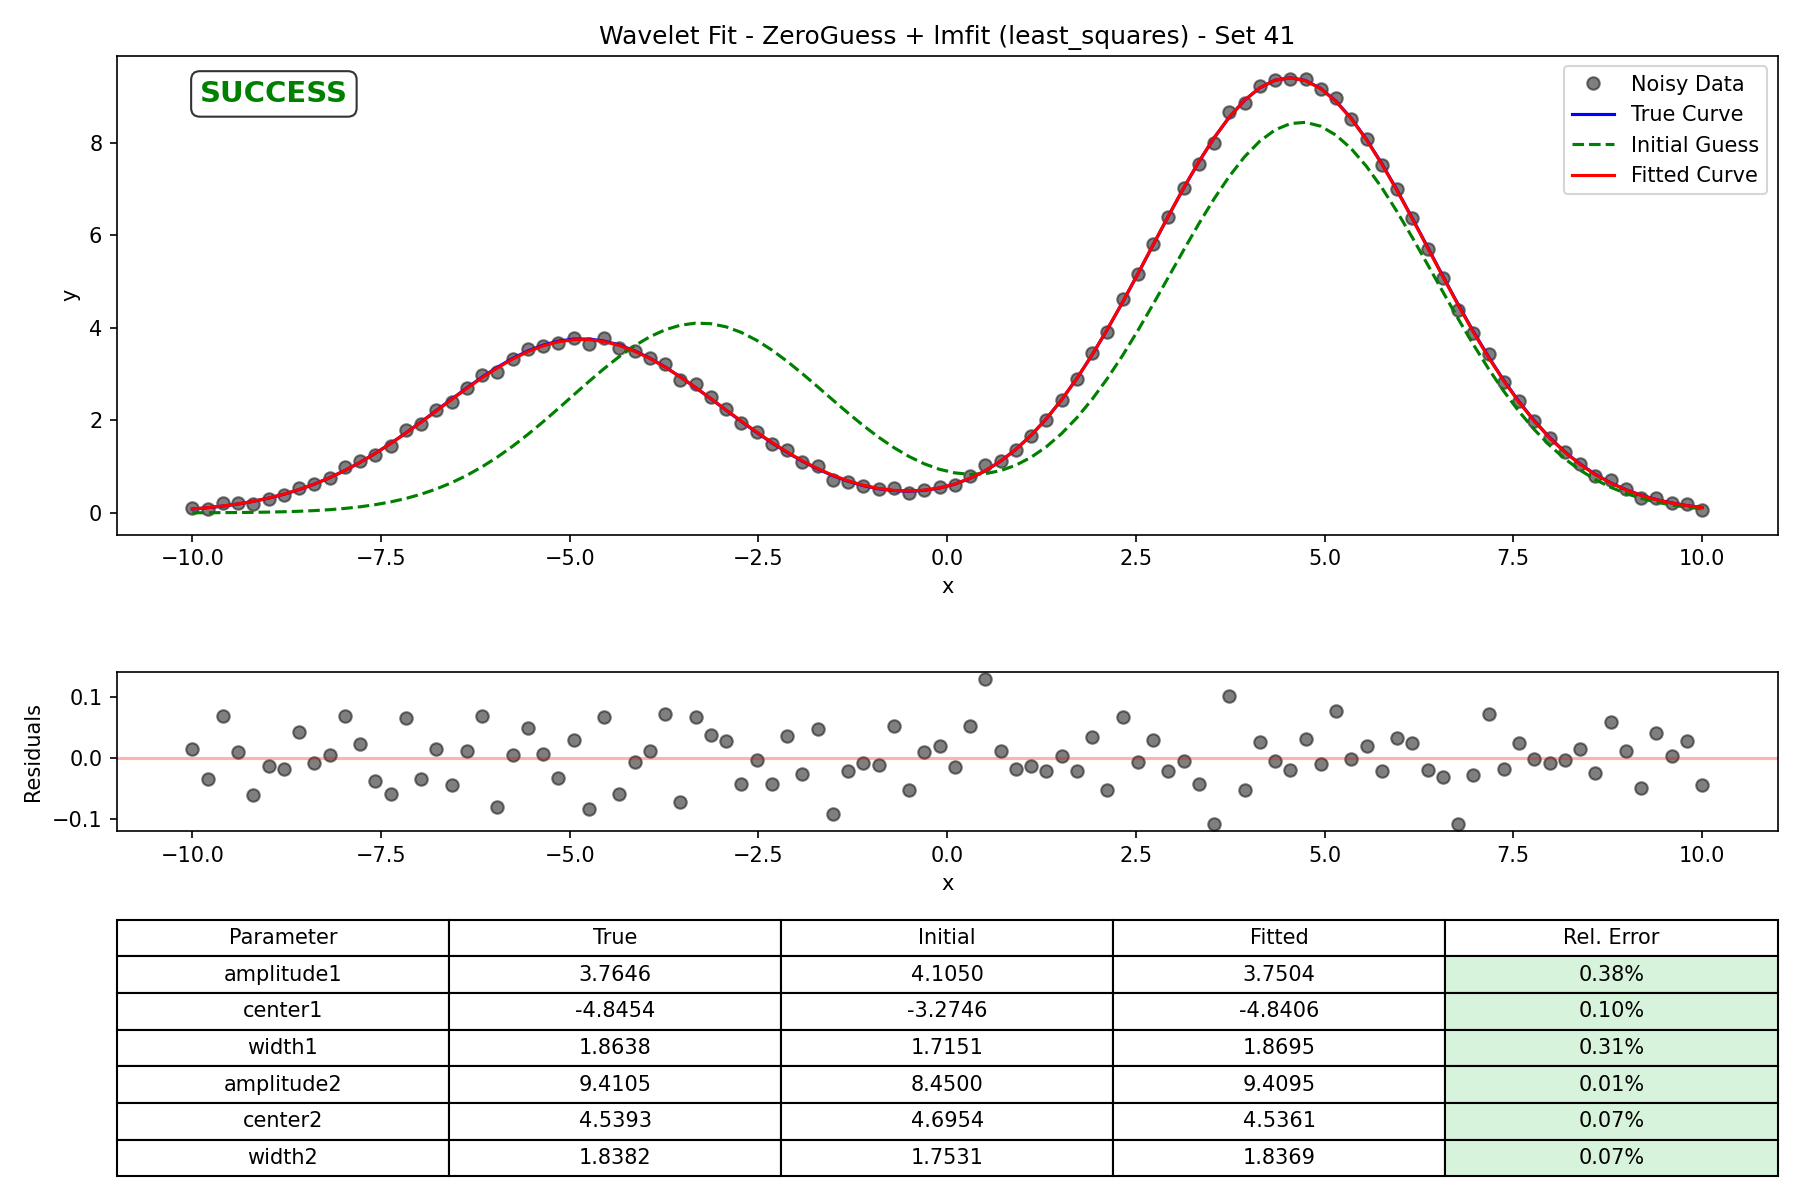 Wavelet Fit - ZeroGuess + lmfit (least_squares) - Set 41
SUCCESS
Noisy Data
True Curve
Initial Guess
Fitted Curve
8
6
4
2
0
y
−10.0 −7.5 −5.0 −2.5 0.0 2.5 5.0 7.5 10.0
x
0.1
0.0
−0.1
Residuals
−10.0 −7.5 −5.0 −2.5 0.0 2.5 5.0 7.5 10.0
x
Parameter True Initial Fitted Rel. Error
amplitude1 3.7646 4.1050 3.7504 0.38%
center1 -4.8454 -3.2746 -4.8406 0.10%
width1 1.8638 1.7151 1.8695 0.31%
amplitude2 9.4105 8.4500 9.4095 0.01%
center2 4.5393 4.6954 4.5361 0.07%
width2 1.8382 1.7531 1.8369 0.07%